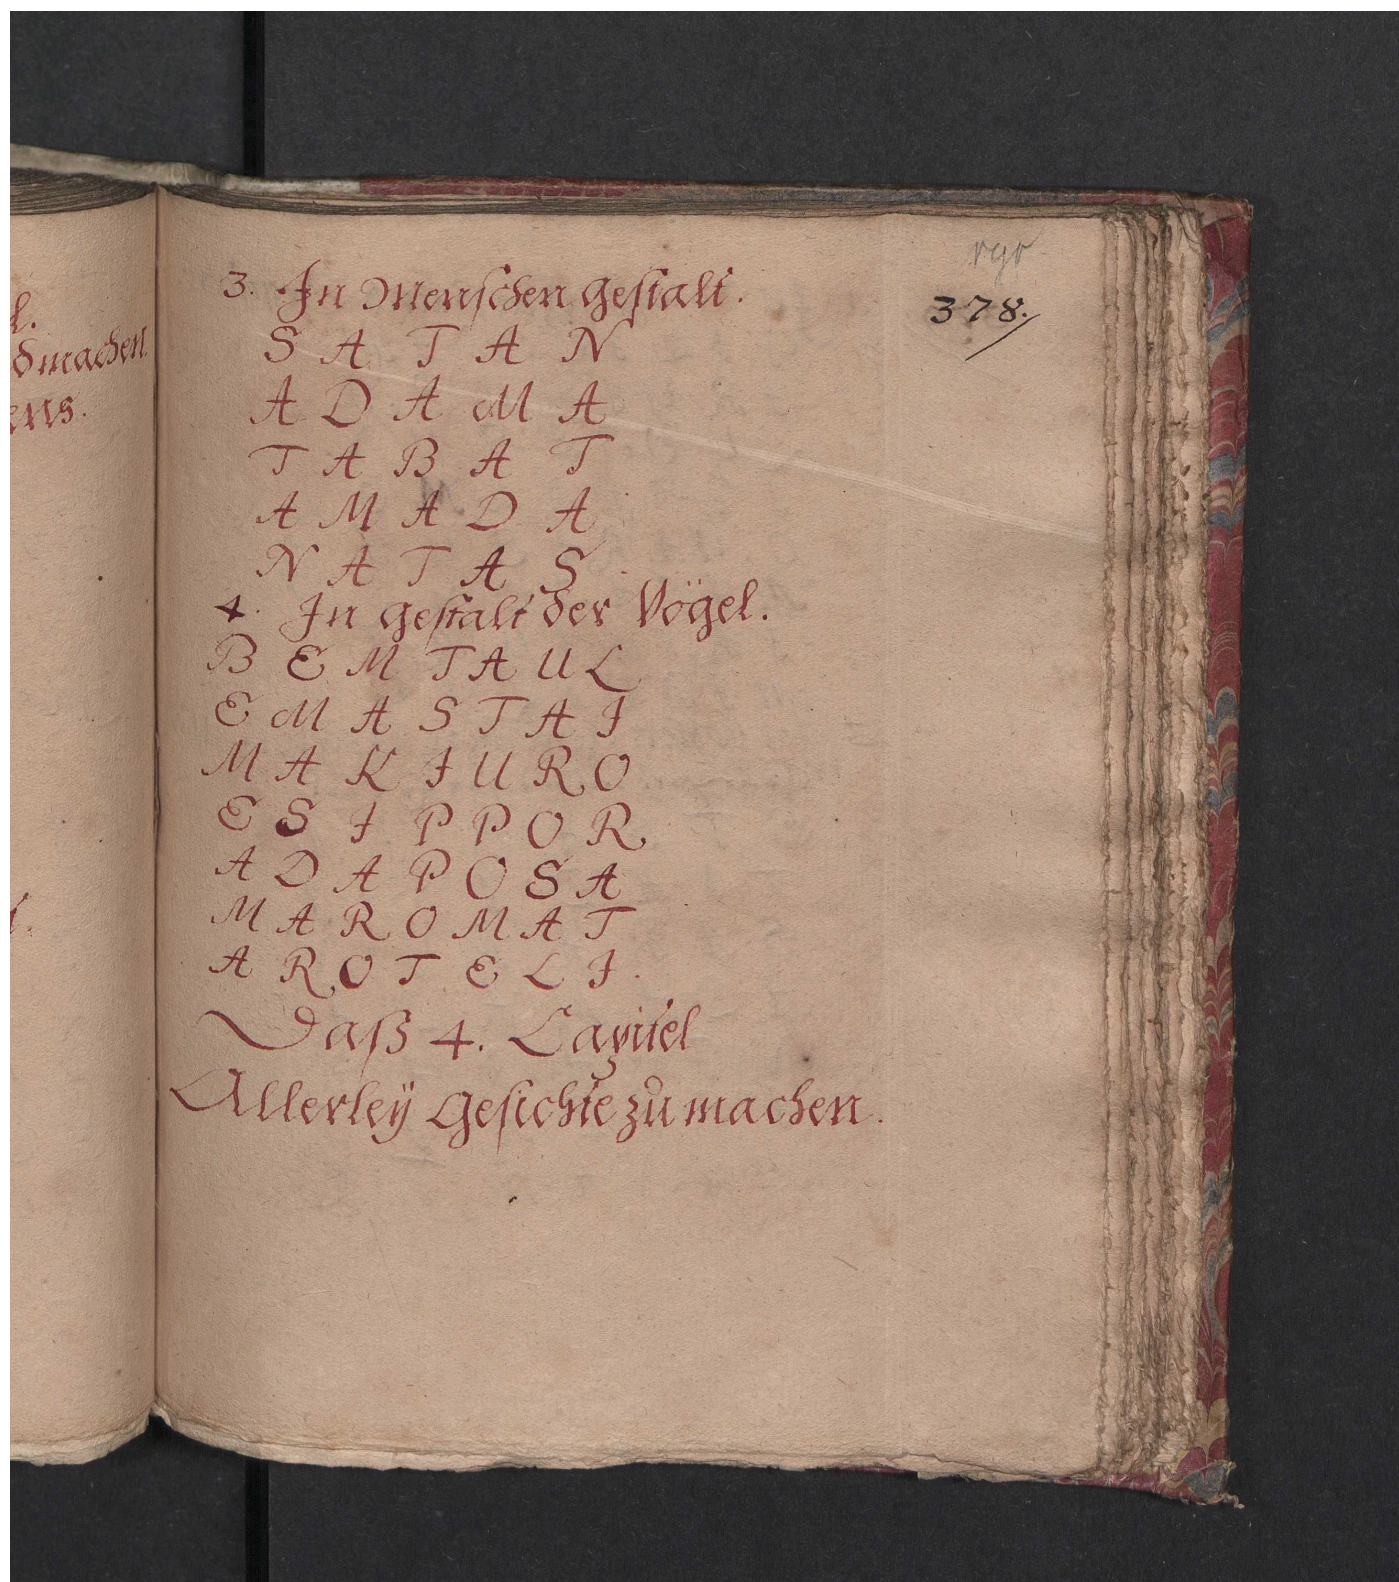 378.
3. In Menschen gestalt.
S A T A N
A D A M A
T A B A T
A M A D A
N A T A S.
4. In gestalt der Vögel.
B E M T A U L
E M A S T A I
M A K I U R O
E S I P P O R
A D A P O S A
M A R O M A T
A R O T E L I.
Daß 4. Capitel
Allerleÿ Gesichte zu machen.